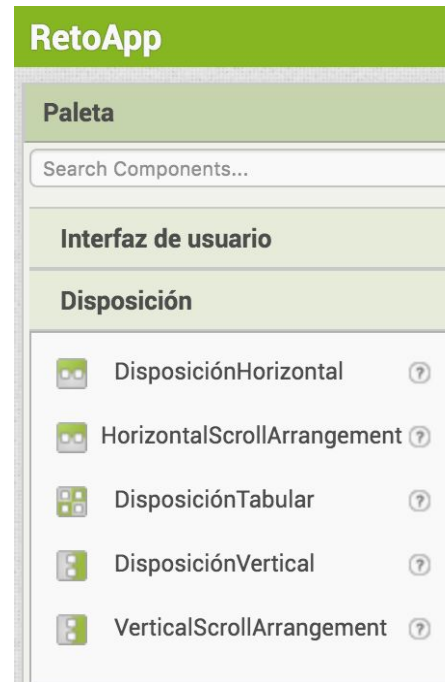 RetoApp
Paleta
Search Components...
Interfaz de usuario
Disposición
DisposiciónHorizontal ?
HorizontalScrollArrangement ?
DisposiciónTabular ?
DisposiciónVertical ?
VerticalScrollArrangement ?